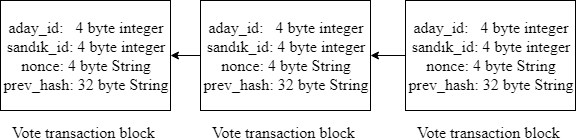 aday_id: 4 byte integer
sandık_id: 4 byte integer
nonce: 4 byte String
prev_hash: 32 byte String
Vote transaction block
aday_id: 4 byte integer
sandık_id: 4 byte integer
nonce: 4 byte String
prev_hash: 32 byte String
Vote transaction block
aday_id: 4 byte integer
sandık_id: 4 byte integer
nonce: 4 byte String
prev_hash: 32 byte String
Vote transaction block